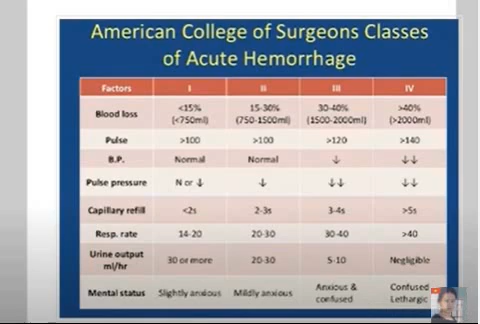 American College of Surgeons Classes
of Acute Hemorrhage
Factors I II III IV
Blood loss <15% (<750ml) 15-30% (750-1500ml) 30-40% (1500-2000ml) >40% (>2000ml)
Pulse >100 >100 >120 >140
B.P. Normal Normal ↓ ↓↓
Pulse pressure N or ↓ ↓ ↓↓ ↓↓
Capillary refill <2s 2-3s 3-4s >5s
Resp. rate 14-20 20-30 30-40 >40
Urine output ml/hr 30 or more 20-30 5-10 Negligible
Mental status Slightly anxious Mildly anxious Anxious & confused Confused Lethargic